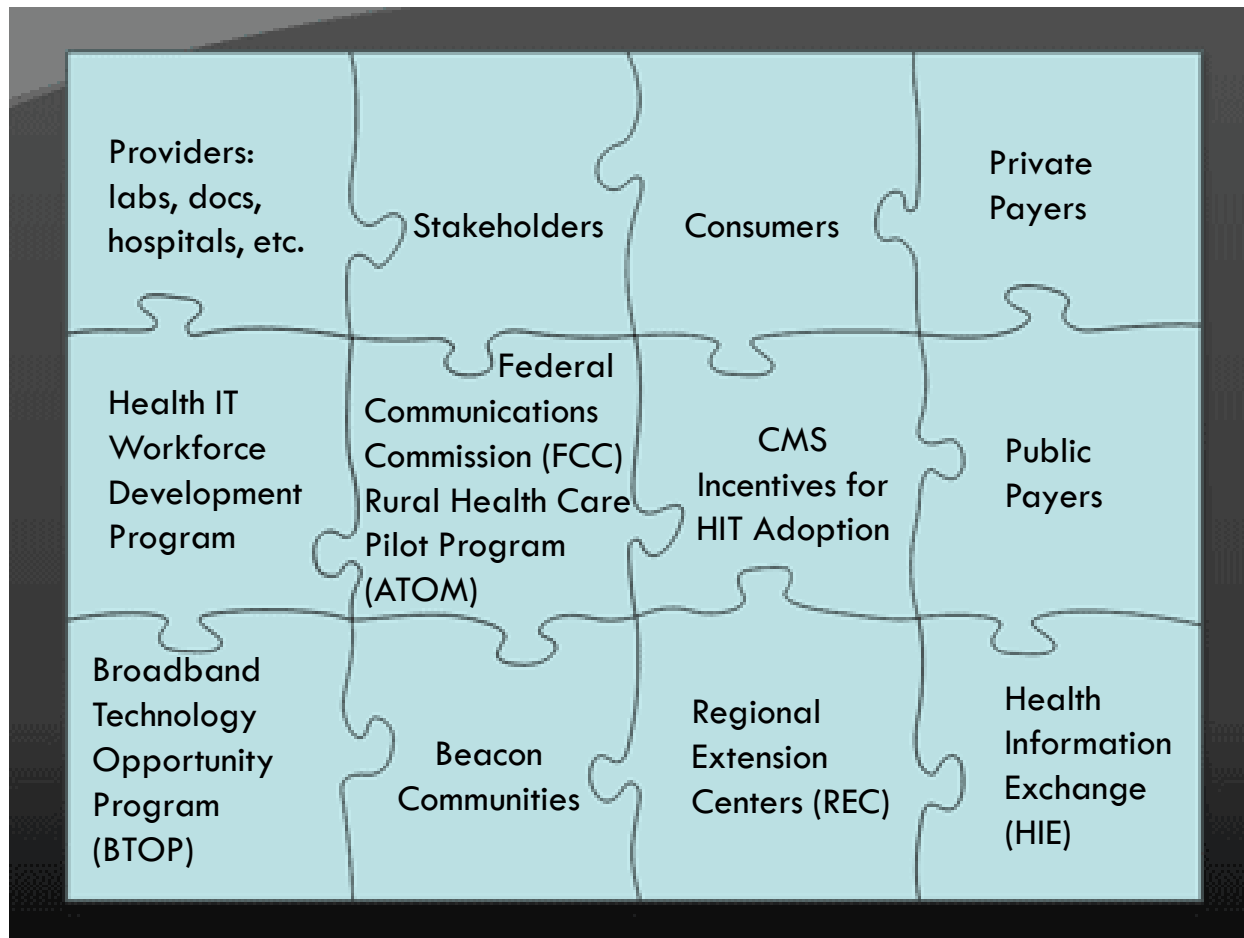 Providers:
labs, docs,
hospitals, etc.
Stakeholders
Consumers
Private
Payers
Health IT
Workforce
Development
Program
Federal
Communications
Commission (FCC)
Rural Health Care
Pilot Program
(ATOM)
CMS
Incentives for
HIT Adoption
Public
Payers
Broadband
Technology
Opportunity
Program
(BTOP)
Beacon
Communities
Regional
Extension
Centers (REC)
Health
Information
Exchange
(HIE)